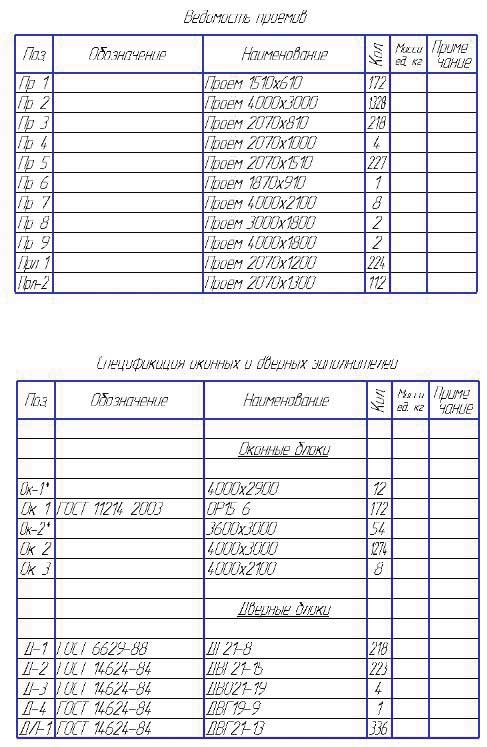 Ведомость проемов
Поз. Обозначение Наименование Кол Масса ед. кг Приме чание
Пр 1 Проем 1510х610 172
Пр 2 Проем 4000х3000 1328
Пр 3 Проем 2070х810 218
Пр 4 Проем 2070х1000 4
Пр 5 Проем 2070х1510 227
Пр 6 Проем 1870х910 1
Пр 7 Проем 4000х2100 8
Пр 8 Проем 3000х1800 2
Пр 9 Проем 4000х1800 2
Прл 1 Проем 2070х1200 224
Прл-2 Проем 2070х1300 112
Спецификация оконных и дверных заполнителей
Поз. Обозначение Наименование Кол Масса ед. кг Приме чание
Оконные блоки
Ок-1* 4000х2900 12
Ок 1 ГОСТ 11214 2003 ОР15 6 172
Ок-2* 3600х3000 54
Ок 2 4000х3000 1274
Ок 3 4000х2100 8
Дверные блоки
Д-1 ГОСТ 6629-88 ДГ21-8 218
Д-2 ГОСТ 14624-84 ДВГ21-15 223
Д-3 ГОСТ 14624-84 ДВО21-19 4
Д-4 ГОСТ 14624-84 ДВГ19-9 1
ДЛ-1 ГОСТ 14624-84 ДВГ21-13 336